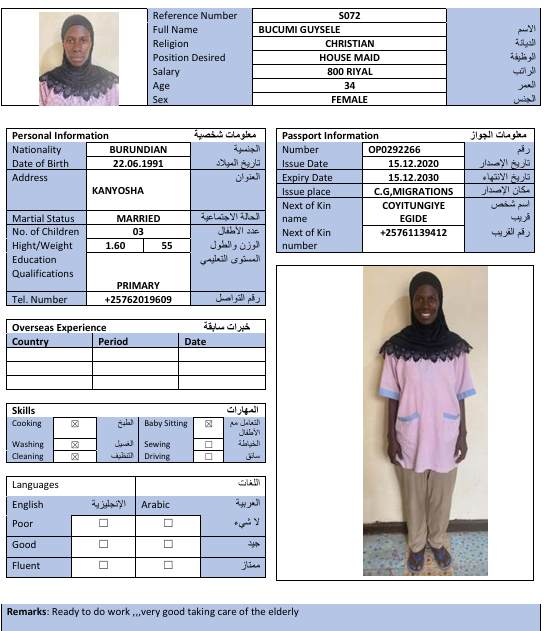 Reference Number S072 الاسم
Full Name BUCUMI GUYSELE
Religion CHRISTIAN الديانة
Position Desired HOUSE MAID الوظيفة
Salary 800 RIYAL الراتب
Age 34 العمر
Sex FEMALE الجنس
Personal Information معلومات شخصية
Nationality BURUNDIAN الجنسية
Date of Birth 22.06.1991 تاريخ الميلاد
Address العنوان
KANYOSHA
Martial Status MARRIED الحالة الاجتماعية
No. of Children 03 عدد الأطفال
Hight/Weight 1.60 55 الوزن والطول
Education المستوى التعليمي
Qualifications
PRIMARY
Tel. Number +25762019609 رقم التواصل
Passport Information معلومات الجواز
Number OP0292266 رقم
Issue Date 15.12.2020 تاريخ الإصدار
Expiry Date 15.12.2030 تاريخ الانتهاء
Issue place C.G,MIGRATIONS مكان الإصدار
Next of Kin COYITUNGIYE اسم شخص
name EGIDE قريب
Next of Kin +25761139412 رقم القريب
number
Overseas Experience خبرات سابقة
Country Period Date
Skills المهارات
Cooking ☒ الطبخ Baby Sitting ☒ التعامل مع
الأطفال
Washing ☒ الغسيل Sewing ☐ الخياطة
Cleaning ☒ التنظيف Driving ☐ سائق
Languages اللغات
English الإنجليزية Arabic العربية
Poor ☐ ☐ لا شيء
Good ☐ ☐ جيد
Fluent ☐ ☐ ممتاز
Remarks: Ready to do work ,,,very good taking care of the elderly